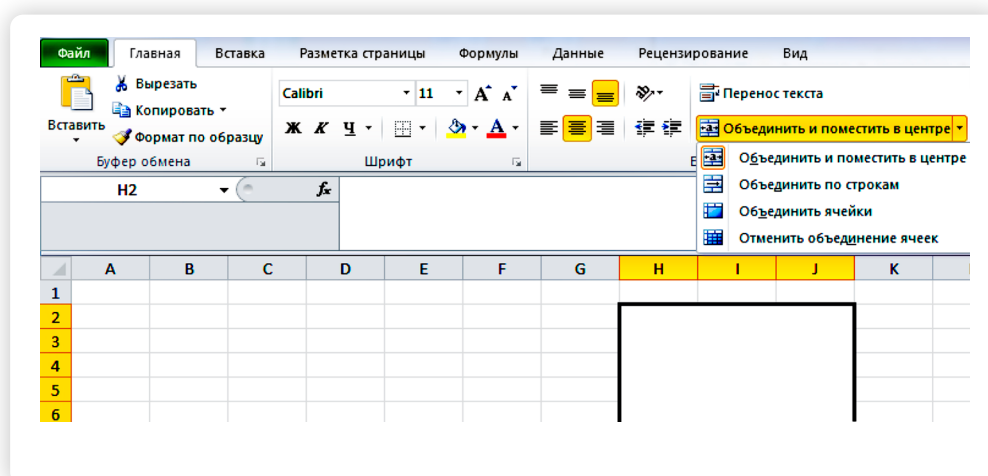 Файл Главная Вставка Разметка страницы Формулы Данные Рецензирование Вид
Вырезать
Calibri 11 А А
Перенос текста
Копировать
Вставить
Формат по образцу
Ж К Ч
А
Объединить и поместить в центре
Буфер обмена
Шрифт
Объединить и поместить в центре
Объединить по строкам
Объединить ячейки
Отменить объединение ячеек
H2
fx
A B C D E F G H I J K
1
2
3
4
5
6